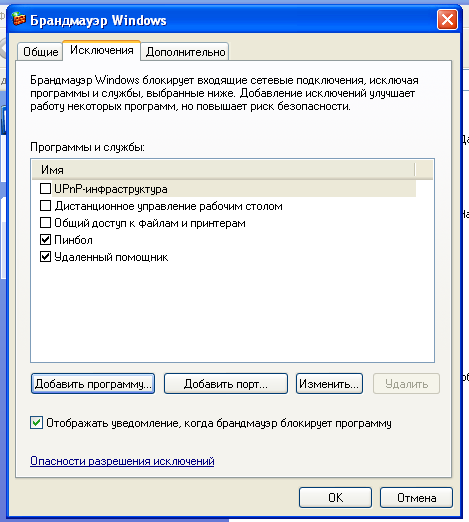 Брандмауэр Windows
Общие Исключения Дополнительно
Брандмауэр Windows блокирует входящие сетевые подключения, исключая
программы и службы, выбранные ниже. Добавление исключений улучшает
работу некоторых программ, но повышает риск безопасности.
Программы и службы:
Имя
UPnP-инфраструктура
Дистанционное управление рабочим столом
Общий доступ к файлам и принтерам
Пинбол
Удаленный помощник
Добавить программу... Добавить порт... Изменить... Удалить
Отображать уведомление, когда брандмауэр блокирует программу
Опасности разрешения исключений
OK Отмена